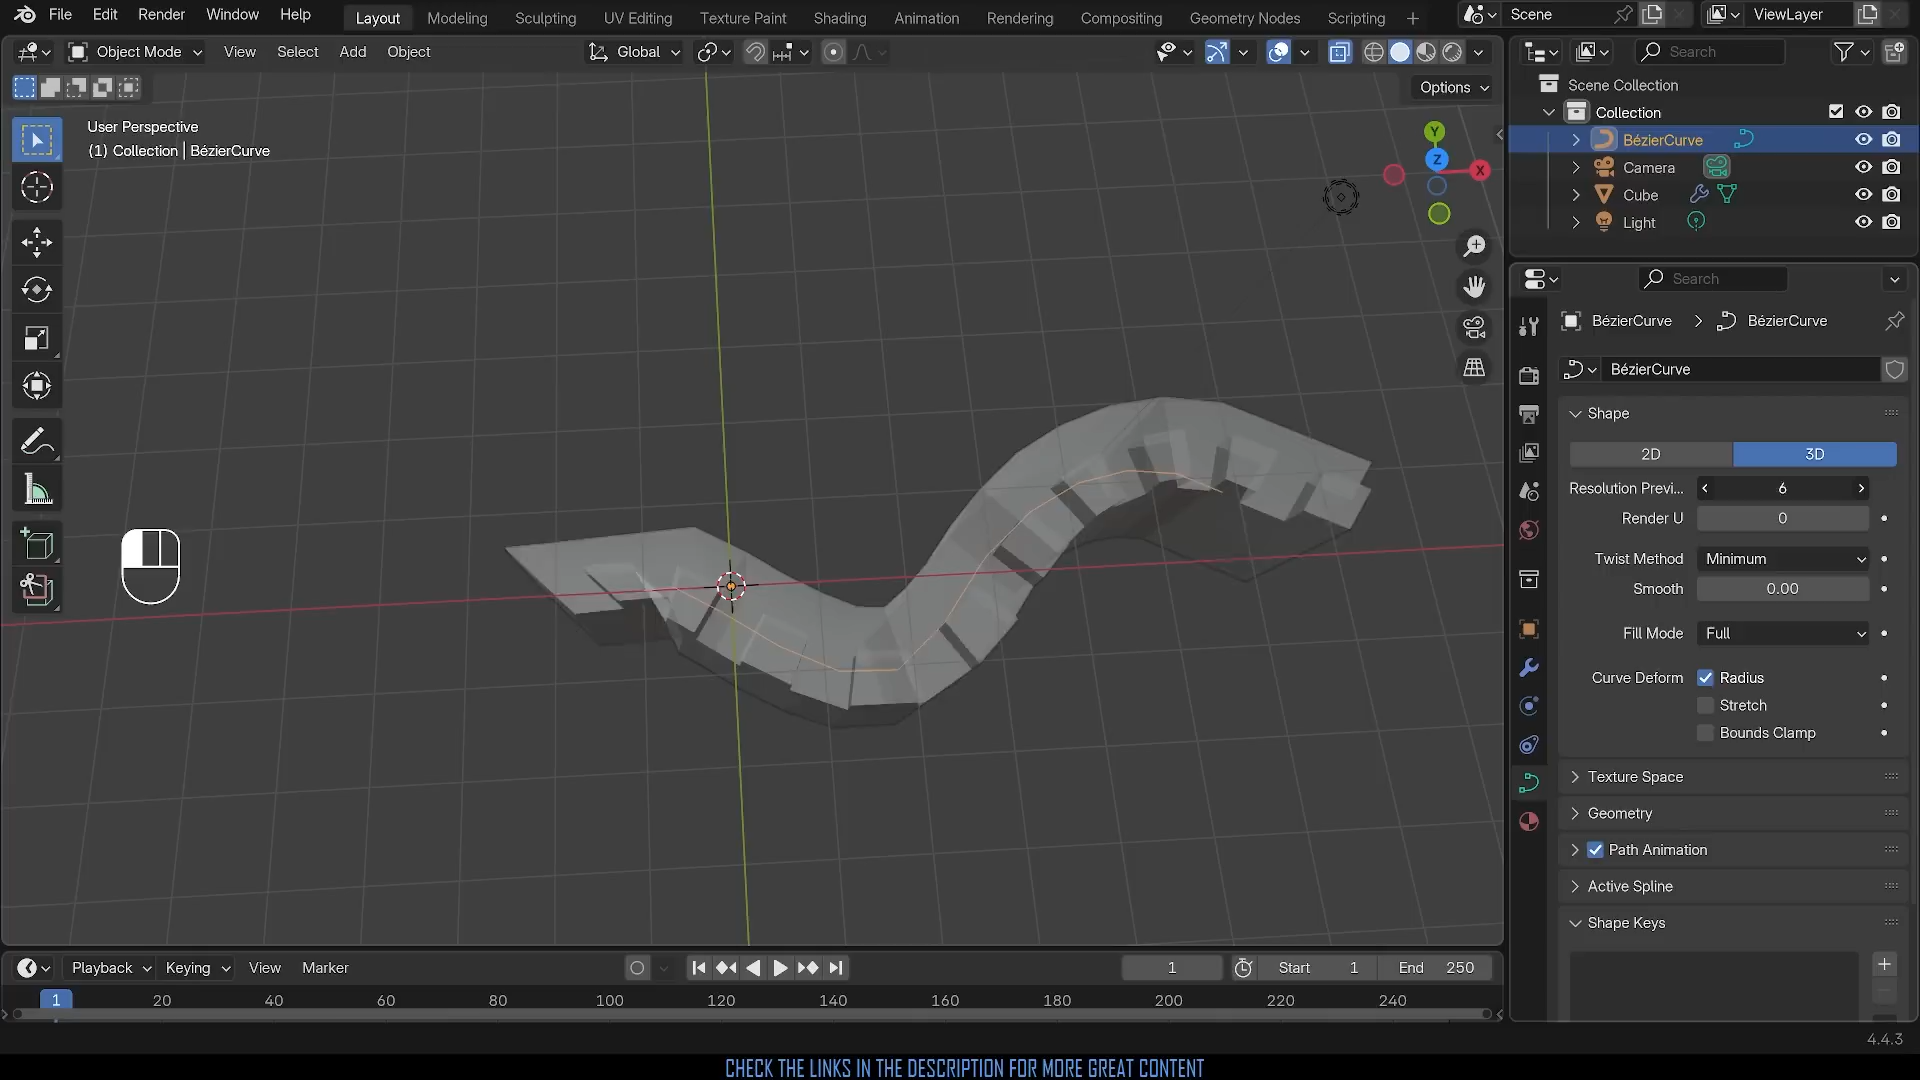 File Edit Render Window Help Layout Modeling Sculpting UV Editing Texture Paint Shading Animation Rendering Compositing Geometry Nodes Scripting + Scene ViewLayer
Object Mode View Select Add Object Global Search
Options
User Perspective
(1) Collection | BézierCurve
Y
Z
X
Scene Collection
Collection
BézierCurve
Camera
Cube
Light
Search
BézierCurve > BézierCurve
BézierCurve
Shape
2D 3D
Resolution Previ... 6
Render U 0
Twist Method Minimum
Smooth 0.00
Fill Mode Full
Curve Deform Radius
Stretch
Bounds Clamp
Texture Space
Geometry
Path Animation
Active Spline
Shape Keys
Playback Keying View Marker 1 Start 1 End 250
1 20 40 60 80 100 120 140 160 180 200 220 240
4.4.3
CHECK THE LINKS IN THE DESCRIPTION FOR MORE GREAT CONTENT